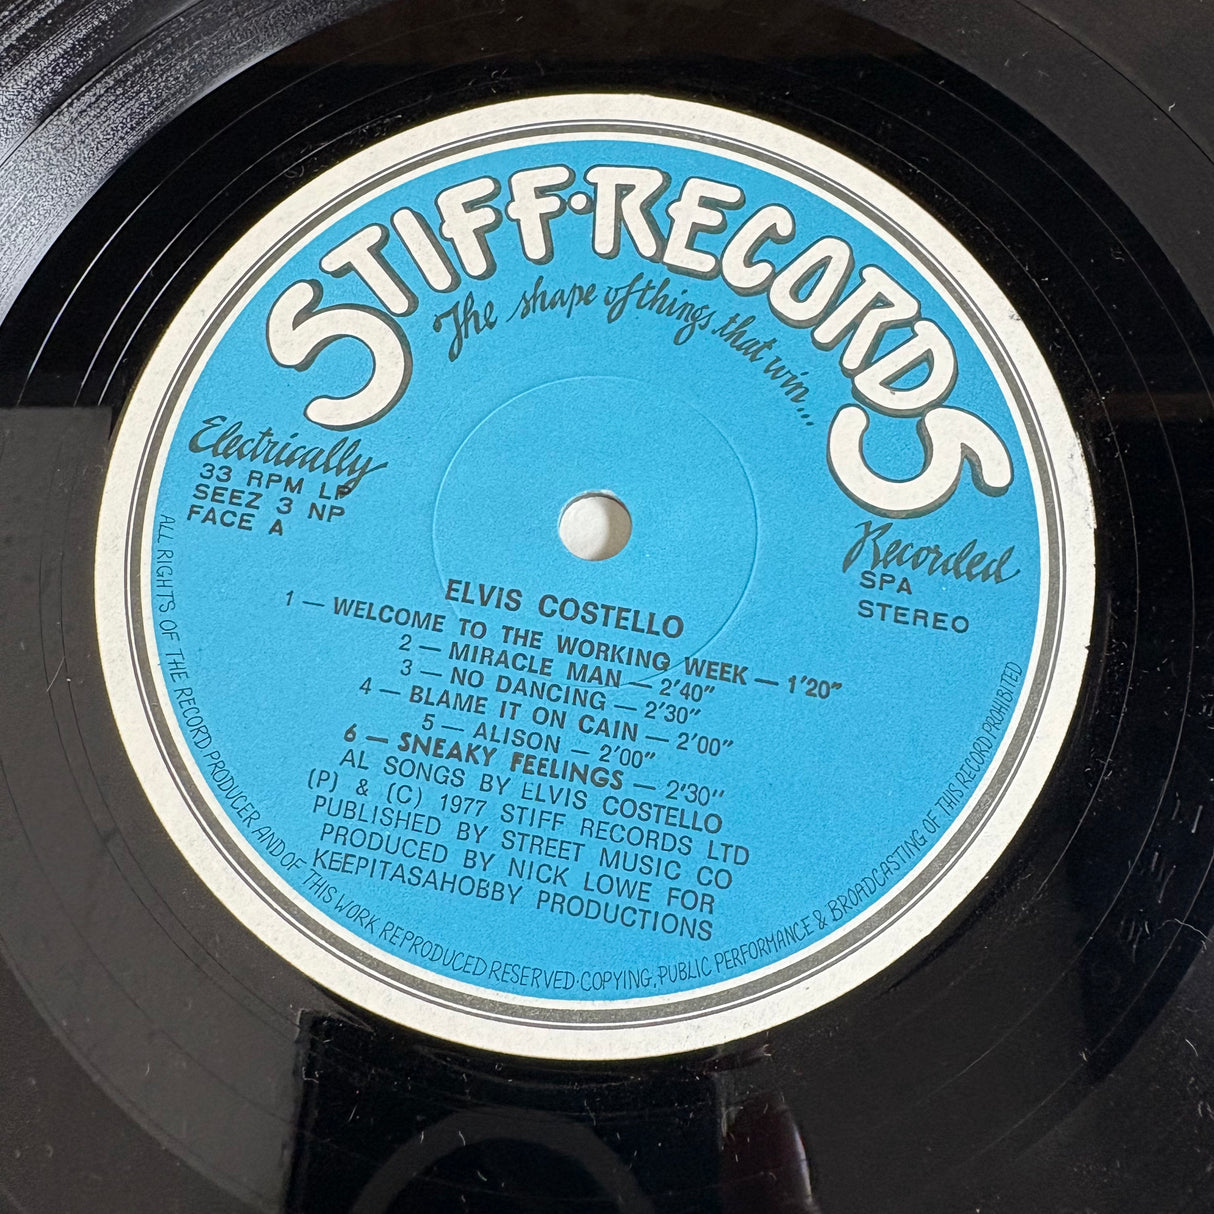 STIFF·RECORDS
The shape of things that win...
Electrically
33 RPM LP
SEEZ 3 NP
FACE A
Recorded
SPA
STEREO
ELVIS COSTELLO
1 — WELCOME TO THE WORKING WEEK — 1'20"
2 — MIRACLE MAN — 2'40"
3 — NO DANCING — 2'30"
4 — BLAME IT ON CAIN — 2'00"
5 — ALISON — 2'00"
6 — SNEAKY FEELINGS — 2'30"
AL SONGS BY ELVIS COSTELLO
(P) & (C) 1977 STIFF RECORDS LTD
PUBLISHED BY STREET MUSIC CO
PRODUCED BY NICK LOWE FOR
KEEPITASAHOBBY PRODUCTIONS
ALL RIGHTS OF THE RECORD PRODUCER AND OF THIS WORK REPRODUCED RESERVED·COPYING, PUBLIC PERFORMANCE & BROADCASTING OF THIS RECORD PROHIBITED